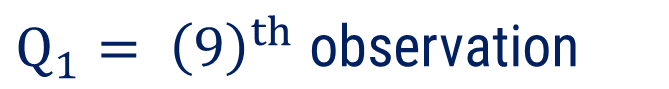 Q₁ = (9)ᵗʰ observation